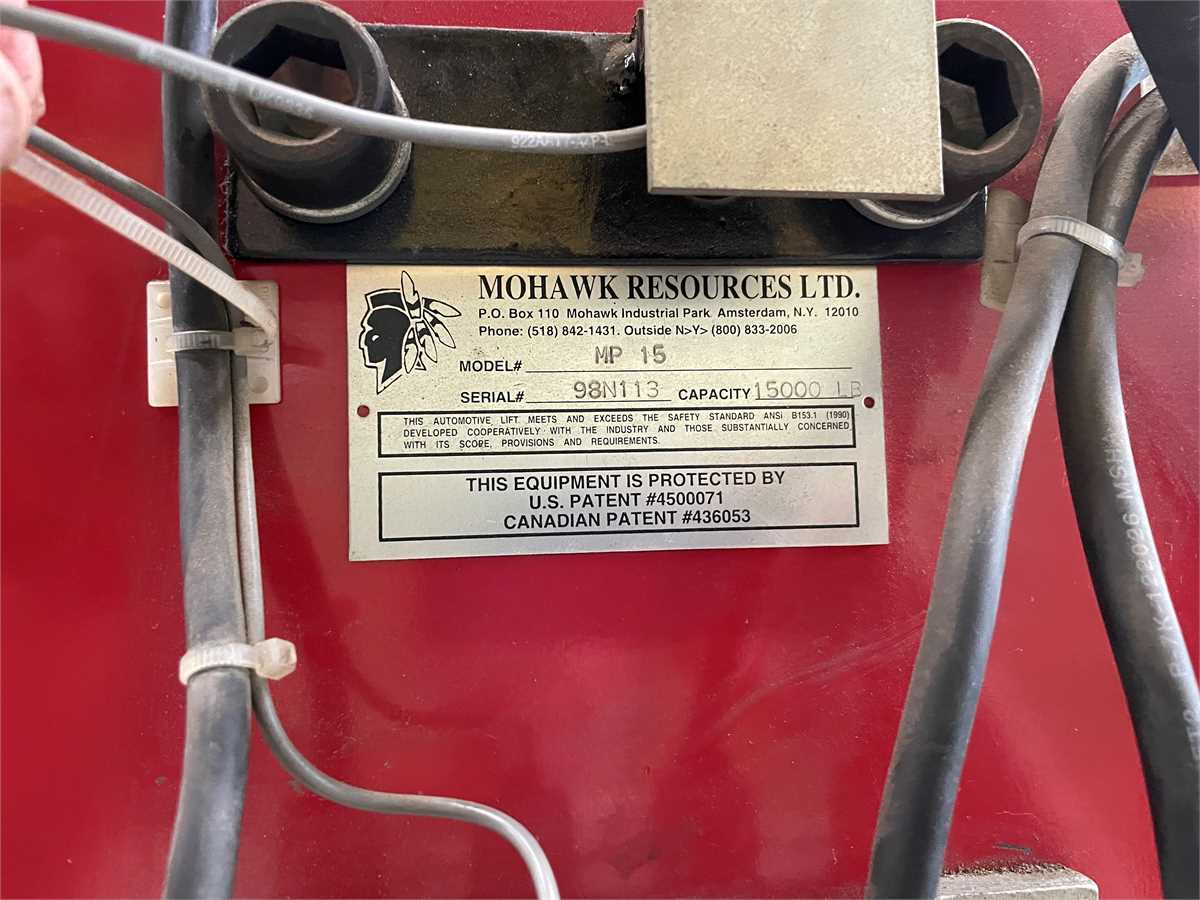 MOHAWK RESOURCES LTD.
P.O. Box 110 Mohawk Industrial Park Amsterdam, N.Y. 12010
Phone: (518) 842-1431. Outside N>Y> (800) 833-2006
MODEL# MP 15
SERIAL# 98N113 CAPACITY 15000 LB
THIS AUTOMOTIVE LIFT MEETS AND EXCEEDS THE SAFETY STANDARD ANSI B153.1 (1990)
DEVELOPED COOPERATIVELY WITH THE INDUSTRY AND THOSE SUBSTANTIALLY CONCERNED
WITH ITS SCOPE, PROVISIONS AND REQUIREMENTS.
THIS EQUIPMENT IS PROTECTED BY
U.S. PATENT #4500071
CANADIAN PATENT #436053
MSH